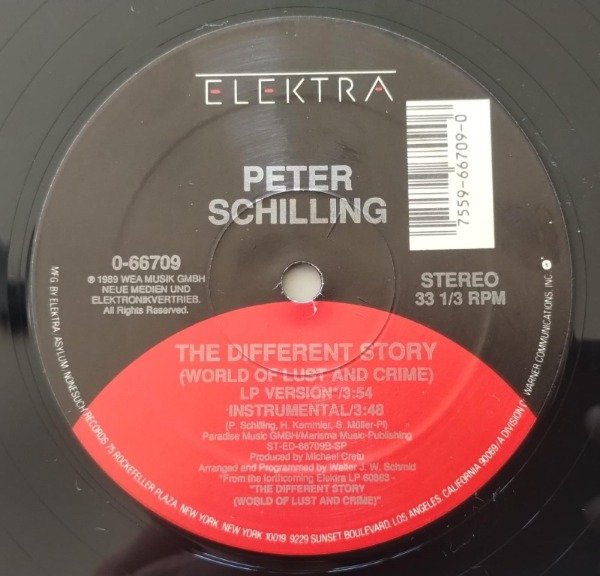 ELEKTRA
PETER
SCHILLING
7559-66709-0
0-66709
℗ 1989 WEA MUSIK GMBH
NEUE MEDIEN UND
ELEKTRONIKVERTRIEB.
All Rights Reserved.
STEREO
33 1/3 RPM
THE DIFFERENT STORY
(WORLD OF LUST AND CRIME)
LP VERSION*/3:54
INSTRUMENTAL/3:48
(P. Schilling, H. Kemmler, S. Müller-Pi)
Paradise Music GMBH/Marisma Music-Publishing
ST-ED-66709B-SP
Produced by Michael Cretu
Arranged and Programmed by Walter J. W. Schmid
*From the forthcoming Elektra LP 60863 -
"THE DIFFERENT STORY
(WORLD OF LUST AND CRIME)"
MFG. BY ELEKTRA/ASYLUM/NONESUCH RECORDS 75 ROCKEFELLER PLAZA, NEW YORK, NEW YORK 10019 9229 SUNSET BOULEVARD, LOS ANGELES, CALIFORNIA 90069 / A DIVISION OF WARNER COMMUNICATIONS INC.